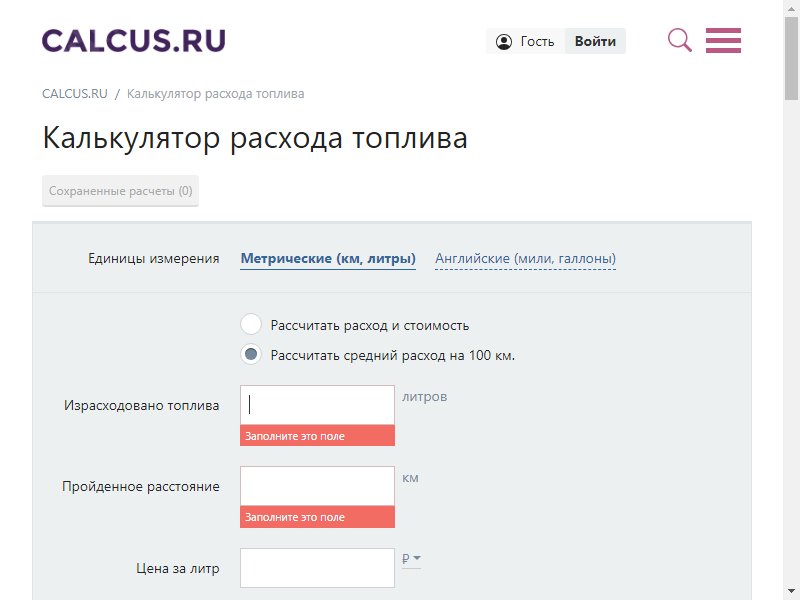 CALCUS.RU
Гость Войти
CALCUS.RU / Калькулятор расхода топлива
Калькулятор расхода топлива
Сохраненные расчеты (0)
Единицы измерения Метрические (км, литры) Английские (мили, галлоны)
Рассчитать расход и стоимость
Рассчитать средний расход на 100 км.
Израсходовано топлива литров
Заполните это поле
Пройденное расстояние км
Заполните это поле
Цена за литр ₽